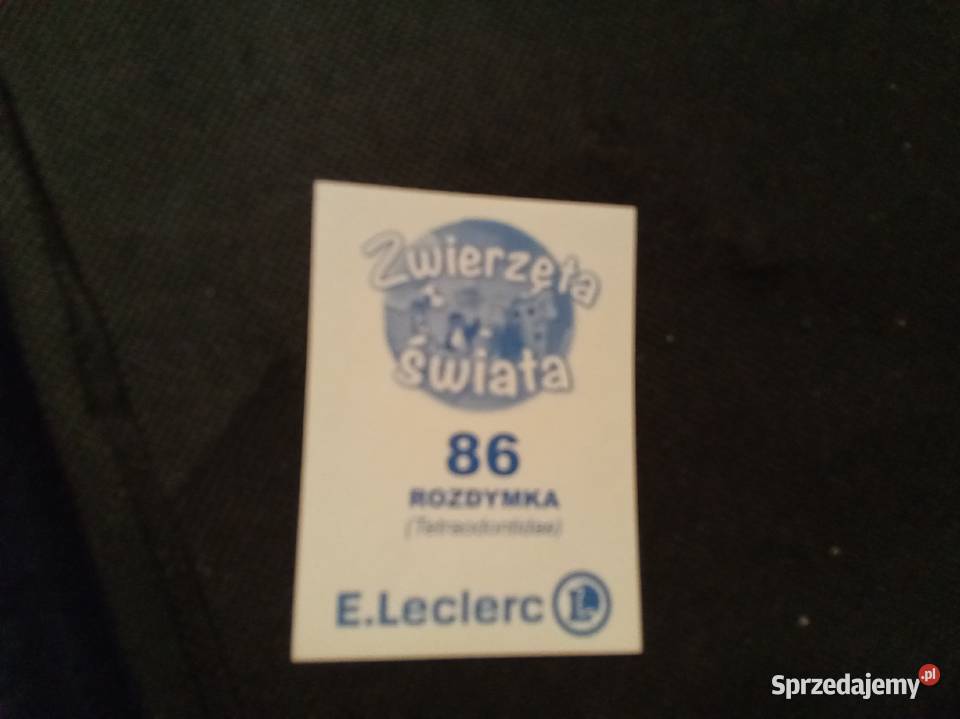 Zwierzęta
świata
86
ROZDYMKA
(Tetraodontidae)
E.Leclerc L
Sprzedajemy.pl